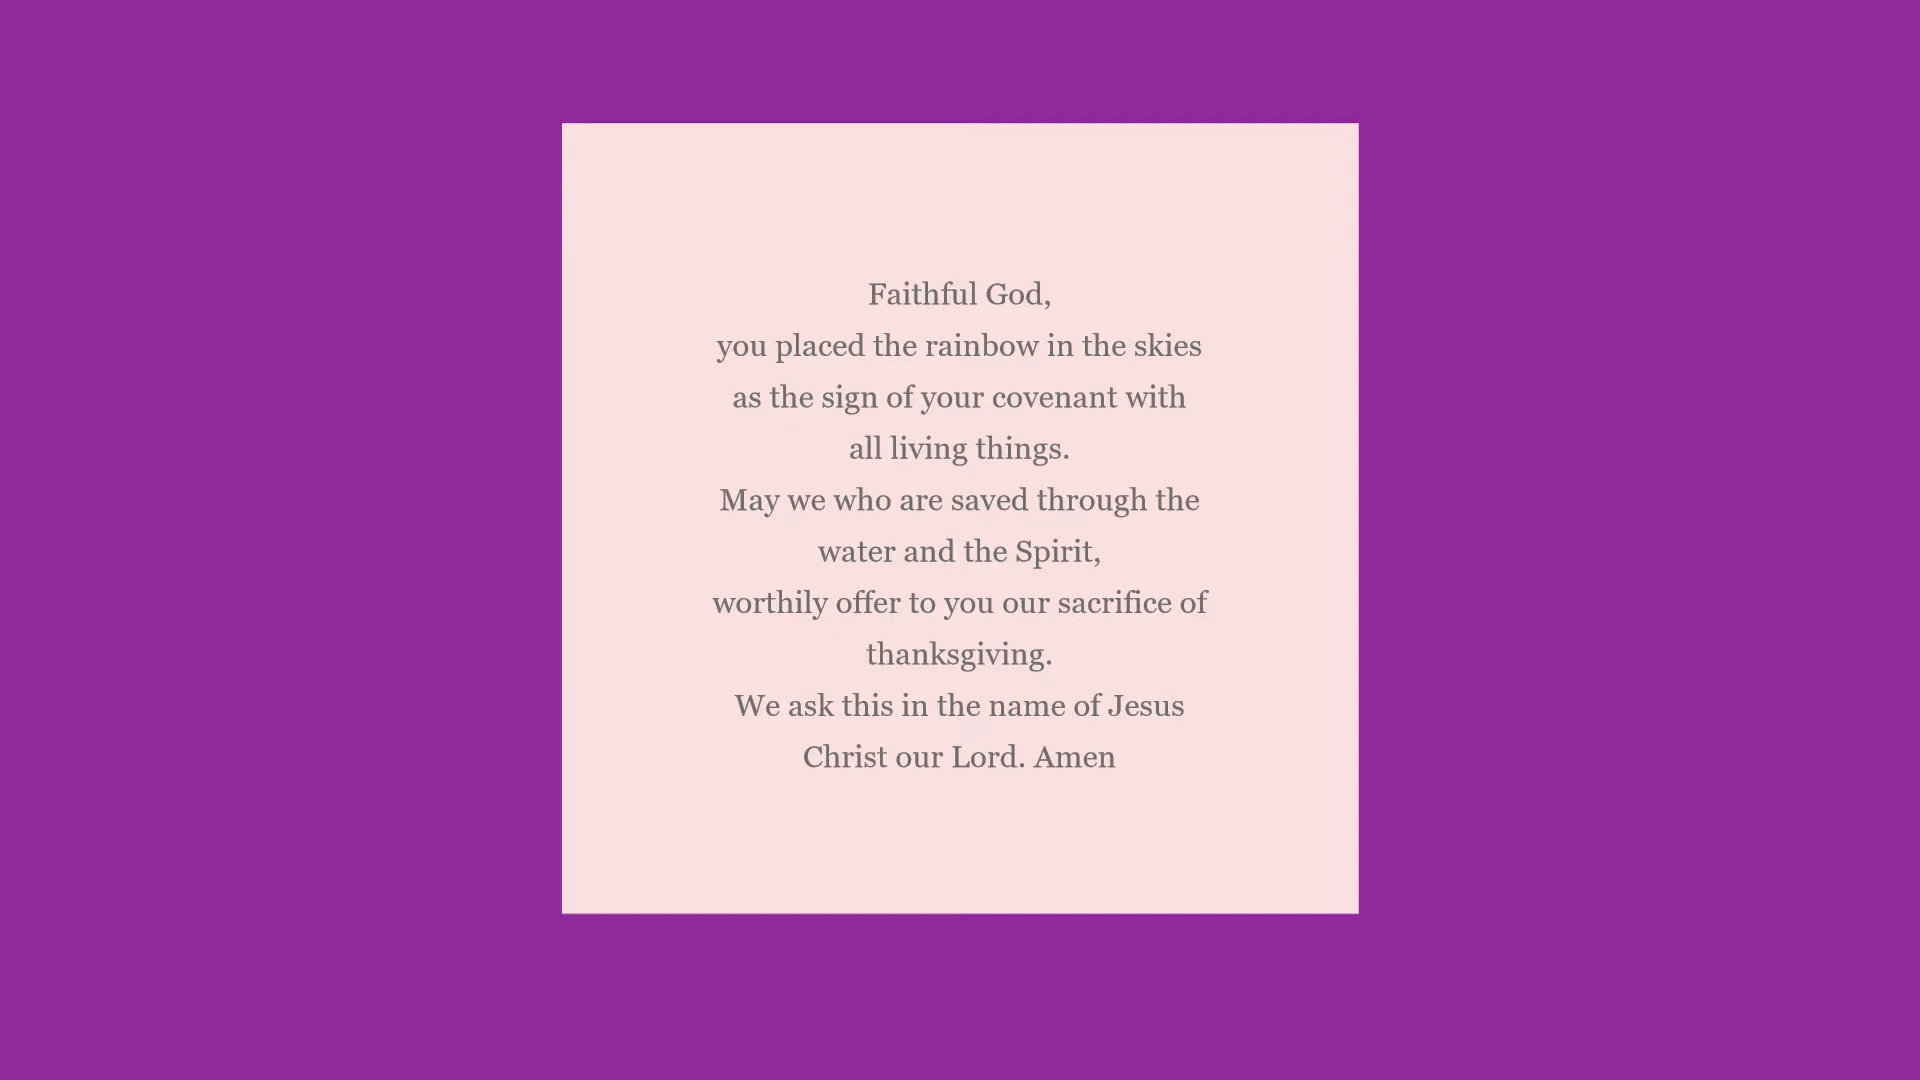 Faithful God,
you placed the rainbow in the skies
as the sign of your covenant with
all living things.
May we who are saved through the
water and the Spirit,
worthily offer to you our sacrifice of
thanksgiving.
We ask this in the name of Jesus
Christ our Lord. Amen